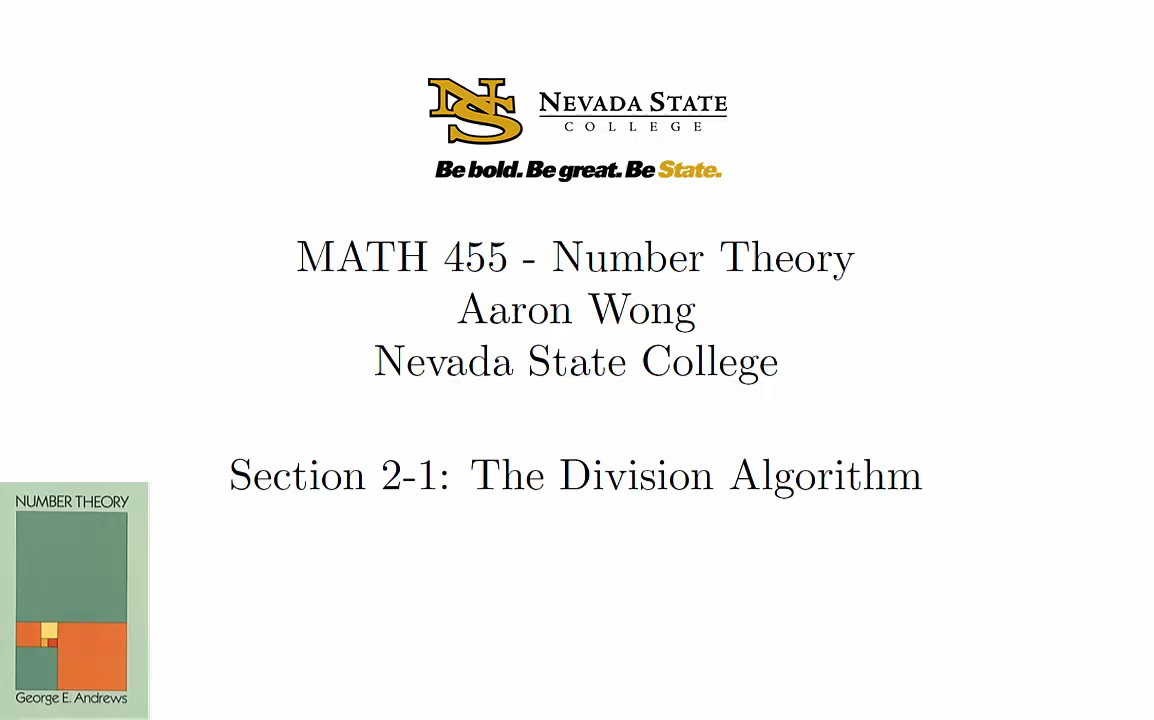 NS
NEVADA STATE
COLLEGE
Be bold. Be great. Be State.
MATH 455 - Number Theory
Aaron Wong
Nevada State College
Section 2-1: The Division Algorithm
NUMBER THEORY
George E. Andrews